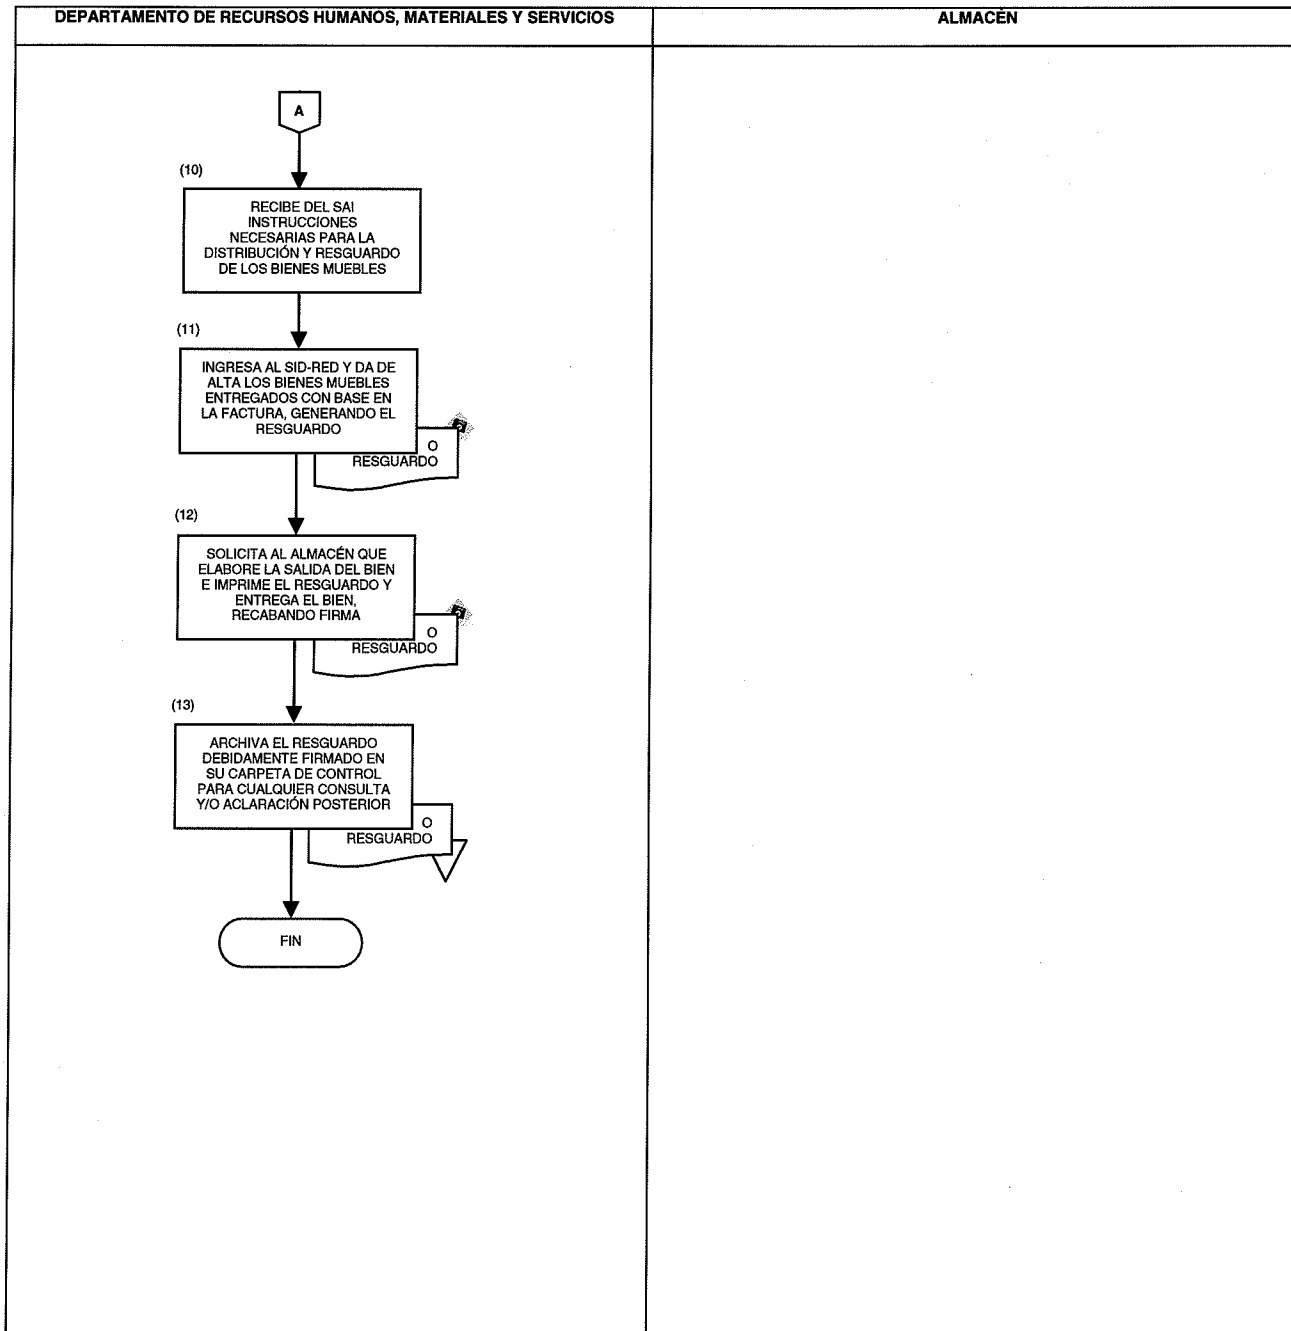 DEPARTAMENTO DE RECURSOS HUMANOS, MATERIALES Y SERVICIOS
ALMACÉN
A
(10)
RECIBE DEL SAI
INSTRUCCIONES
NECESARIAS PARA LA
DISTRIBUCIÓN Y RESGUARDO
DE LOS BIENES MUEBLES
(11)
INGRESA AL SID-RED Y DA DE
ALTA LOS BIENES MUEBLES
ENTREGADOS CON BASE EN
LA FACTURA, GENERANDO EL
RESGUARDO
O
RESGUARDO
(12)
SOLICITA AL ALMACÉN QUE
ELABORE LA SALIDA DEL BIEN
E IMPRIME EL RESGUARDO Y
ENTREGA EL BIEN,
RECABANDO FIRMA
O
RESGUARDO
(13)
ARCHIVA EL RESGUARDO
DEBIDAMENTE FIRMADO EN
SU CARPETA DE CONTROL
PARA CUALQUIER CONSULTA
Y/O ACLARACIÓN POSTERIOR
O
RESGUARDO
FIN